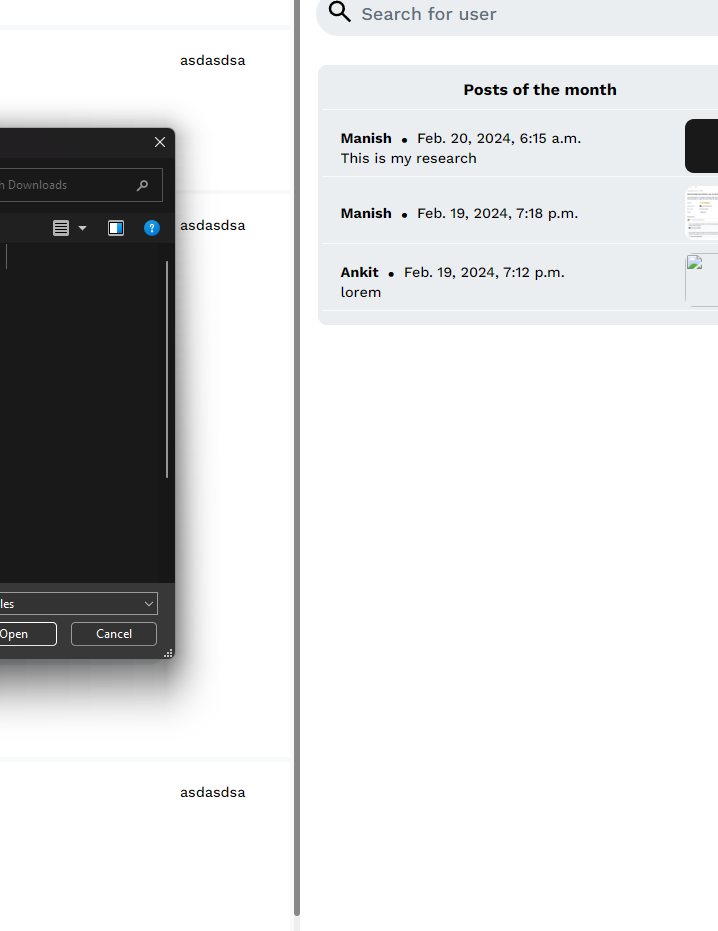 asdasdsa
h Downloads
?
asdasdsa
les
Open
Cancel
asdasdsa
Search for user
Posts of the month
Manish • Feb. 20, 2024, 6:15 a.m.
This is my research
Manish • Feb. 19, 2024, 7:18 p.m.
Ankit • Feb. 19, 2024, 7:12 p.m.
lorem